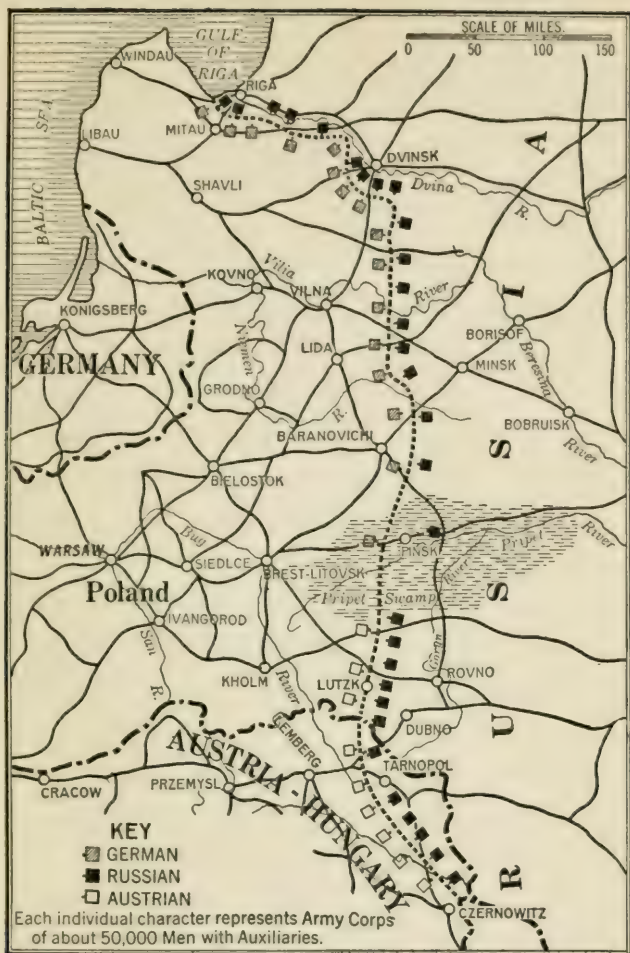 SCALE OF MILES.
0 50 100 150
GULF
OF
RIGA
WINDAU
RIGA
BALTIC SEA
MITAU
LIBAU
DVINSK
Dvina
R.
SHAVLI
Vilia
River
KOVNO
VILNA
KONIGSBERG
BORISOF
Beresina
River
LIDA
MINSK
GERMANY
Niemen
R.
GRODNO
BOBRUISK
BARANOVICHI
BIELOSTOK
RUSSIA
Bug
River
WARSAW
PINSK
Pripet
River
SIEDLCE
BREST-LITOVSK
Poland
Pripet Swamp
River
IVANGOROD
San
R.
KHOLM
LUTZK
ROVNO
LEMBERG
DUBNO
AUSTRIA-HUNGARY
TARNOPOL
CRACOW
PRZEMYSL
KEY
GERMAN
RUSSIAN
AUSTRIAN
CZERNOWITZ
Each individual character represents Army Corps
of about 50,000 Men with Auxiliaries.